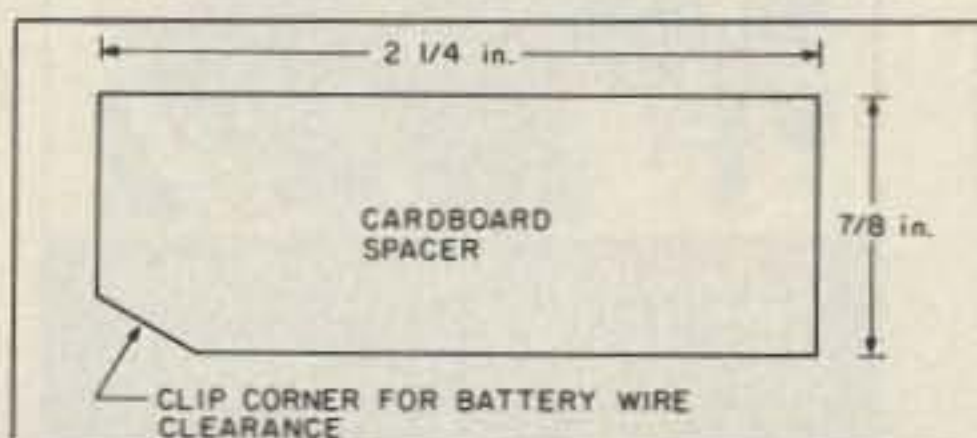 2 1/4 in.
CARDBOARD
SPACER
7/8 in.
CLIP CORNER FOR BATTERY WIRE
CLEARANCE